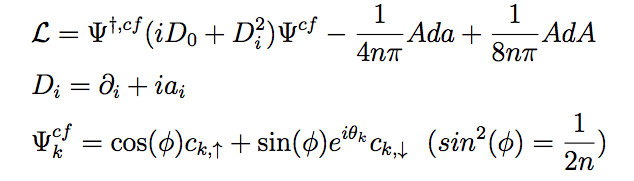 ℒ = Ψ^{†,cf}(iD_0 + D_i^2)Ψ^{cf} − \frac{1}{4nπ}Ada + \frac{1}{8nπ}AdA
D_i = ∂_i + ia_i
Ψ_k^{cf} = cos(ϕ)c_{k,↑} + sin(ϕ)e^{iθ_k}c_{k,↓} (sin^2(ϕ) = \frac{1}{2n})